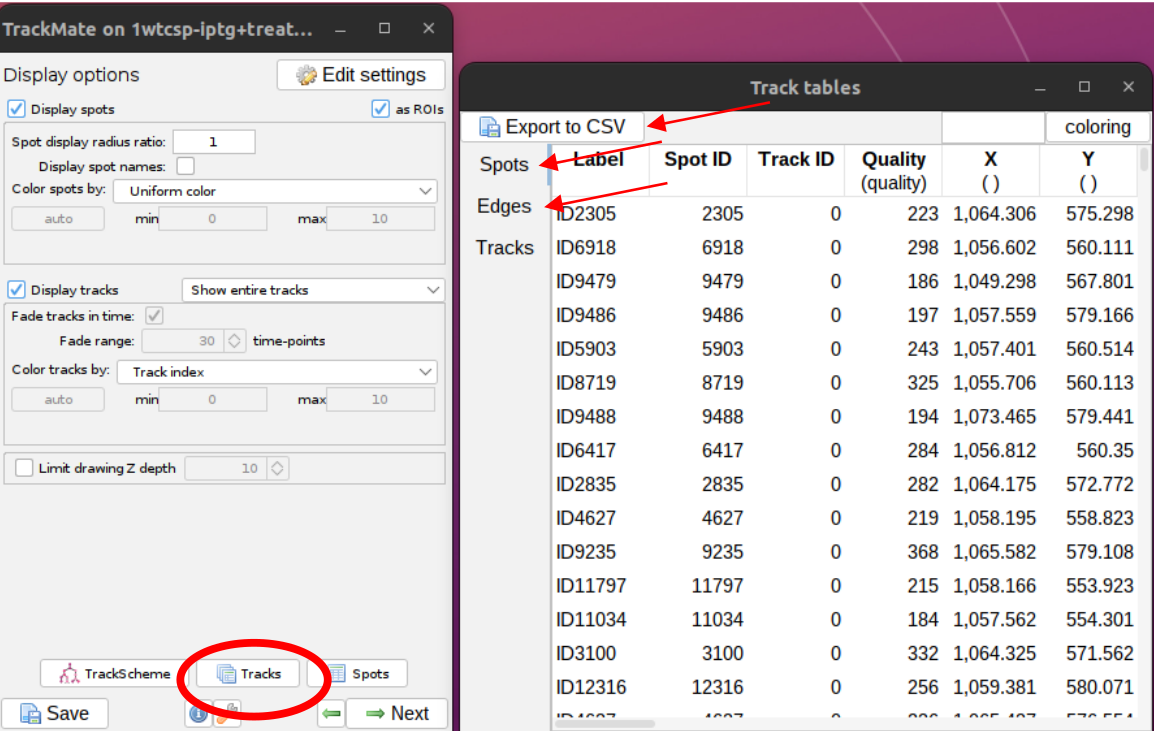 TrackMate on 1wtcsp-iptg+treat...
Display options
Edit settings
Display spots
as ROIs
Spot display radius ratio: 1
Display spot names:
Color spots by: Uniform color
auto min 0 max 10
Display tracks Show entire tracks
Fade tracks in time:
Fade range: 30 time-points
Color tracks by: Track index
auto min 0 max 10
Limit drawing Z depth 10
TrackScheme Tracks Spots
Save Next
Track tables
Export to CSV coloring
Spots
Edges
Tracks
Label Spot ID Track ID Quality X Y
(quality) ( ) ( )
ID2305 2305 0 223 1,064.306 575.298
ID6918 6918 0 298 1,056.602 560.111
ID9479 9479 0 186 1,049.298 567.801
ID9486 9486 0 197 1,057.559 579.166
ID5903 5903 0 243 1,057.401 560.514
ID8719 8719 0 325 1,055.706 560.113
ID9488 9488 0 194 1,073.465 579.441
ID6417 6417 0 284 1,056.812 560.35
ID2835 2835 0 282 1,064.175 572.772
ID4627 4627 0 219 1,058.195 558.823
ID9235 9235 0 368 1,065.582 579.108
ID11797 11797 0 215 1,058.166 553.923
ID11034 11034 0 184 1,057.562 554.301
ID3100 3100 0 332 1,064.325 571.562
ID12316 12316 0 256 1,059.381 580.071